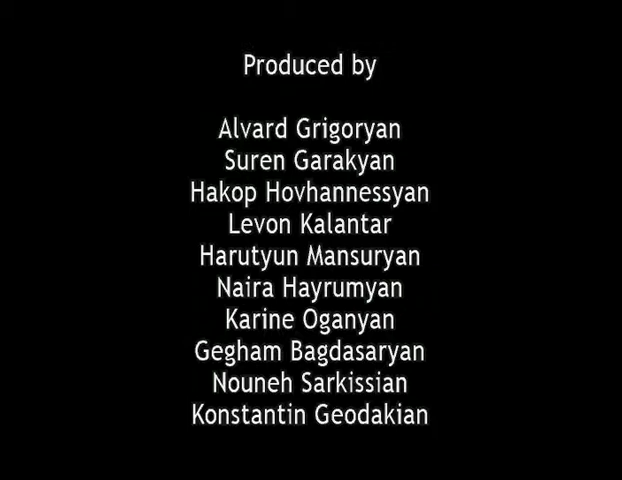 Produced by
Alvard Grigoryan
Suren Garakyan
Hakop Hovhannessyan
Levon Kalantar
Harutyun Mansuryan
Naira Hayrumyan
Karine Oganyan
Gegham Bagdasaryan
Nouneh Sarkissian
Konstantin Geodakian